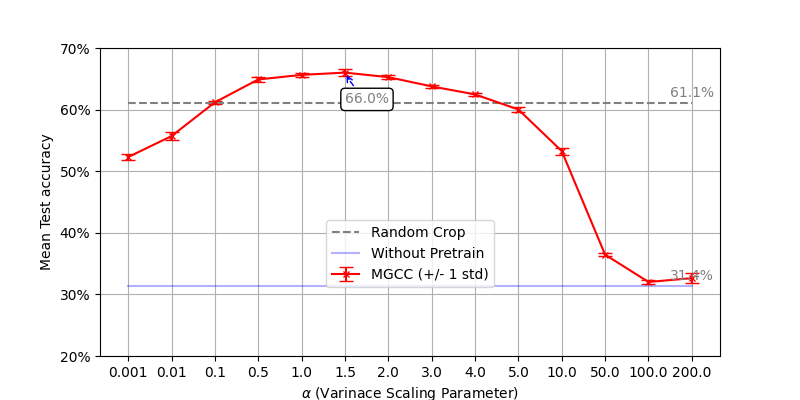 70%
60%
50%
40%
30%
20%
Mean Test accuracy
61.1%
66.0%
31.4%
Random Crop
Without Pretrain
MGCC (+/- 1 std)
0.001 0.01 0.1 0.5 1.0 1.5 2.0 3.0 4.0 5.0 10.0 50.0 100.0 200.0
α (Varinace Scaling Parameter)